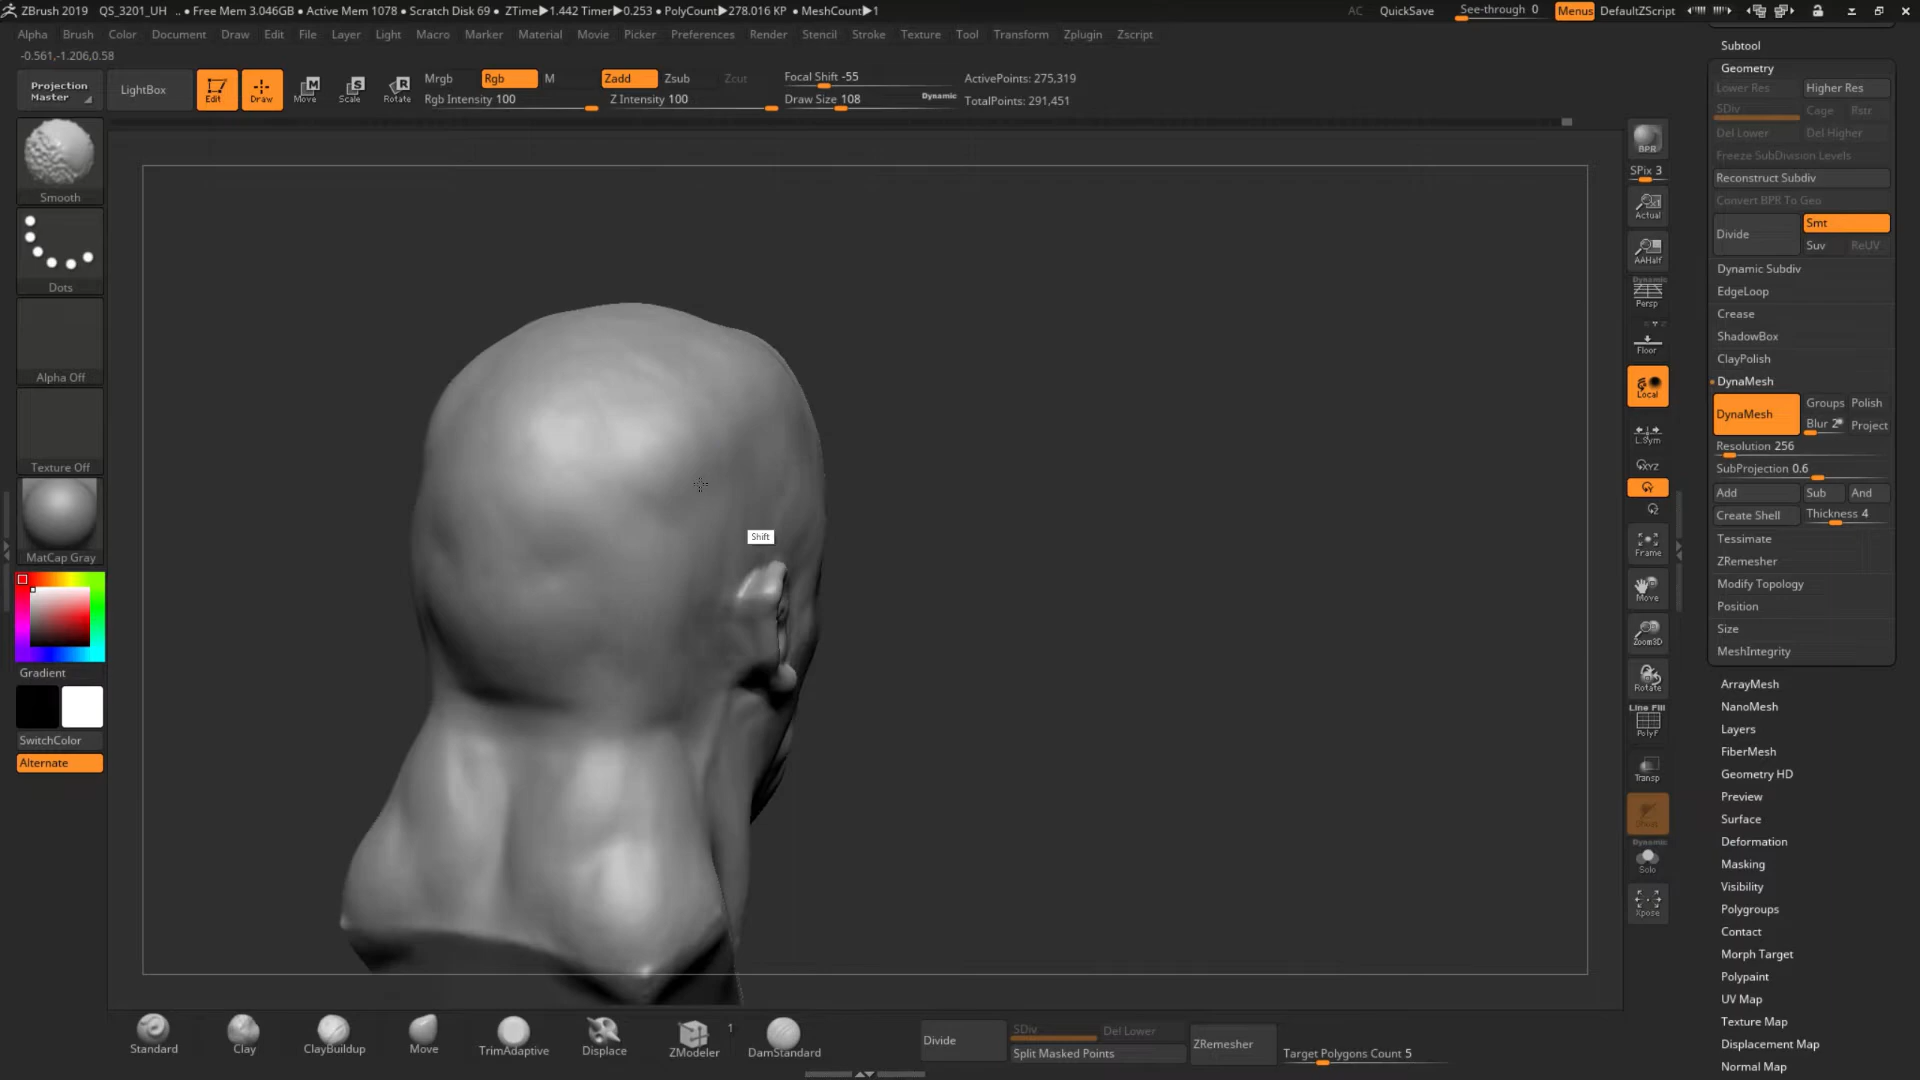 ZBrush 2019 QS_3201_UH .. ● Free Mem 3.046GB ● Active Mem 1078 ● Scratch Disk 69 ● ZTime▶1.442 Timer▶0.253 ● PolyCount▶278.016 KP ● MeshCount▶1 AC QuickSave See-through 0 Menus DefaultZScript
Alpha Brush Color Document Draw Edit File Layer Light Macro Marker Material Movie Picker Preferences Render Stencil Stroke Texture Tool Transform Zplugin Zscript
-0.561,-1.206,0.58
Projection Master
LightBox
Edit
Draw
Move
Scale
Rotate
Mrgb Rgb M
Rgb Intensity 100
Zadd Zsub Zcut
Z Intensity 100
Focal Shift -55
Draw Size 108
Dynamic
ActivePoints: 275,319
TotalPoints: 291,451
Smooth
Dots
Alpha Off
Texture Off
MatCap Gray
Gradient
SwitchColor
Alternate
Shift
BPR
SPix 3
Actual
AAHalf
Dynamic
Persp
Floor
Local
L.Sym
XYZ
Y
Z
Frame
Move
Zoom3D
Rotate
Line Fill
PolyF
Transp
Dynamic
Solo
Xpose
Subtool
Geometry
Lower Res Higher Res
SDiv Cage Rstr
Del Lower Del Higher
Freeze SubDivision Levels
Reconstruct Subdiv
Convert BPR To Geo
Divide
Smt
Suv ReUV
Dynamic Subdiv
EdgeLoop
Crease
ShadowBox
ClayPolish
DynaMesh
DynaMesh
Groups Polish
Blur 2 Project
Resolution 256
SubProjection 0.6
Add Sub And
Create Shell Thickness 4
Tessimate
ZRemesher
Modify Topology
Position
Size
MeshIntegrity
ArrayMesh
NanoMesh
Layers
FiberMesh
Geometry HD
Preview
Surface
Deformation
Masking
Visibility
Polygroups
Contact
Morph Target
Polypaint
UV Map
Texture Map
Displacement Map
Normal Map
Standard
Clay
ClayBuildup
Move
TrimAdaptive
Displace
ZModeler
1
DamStandard
Divide
SDiv Del Lower
Split Masked Points
ZRemesher
Target Polygons Count 5